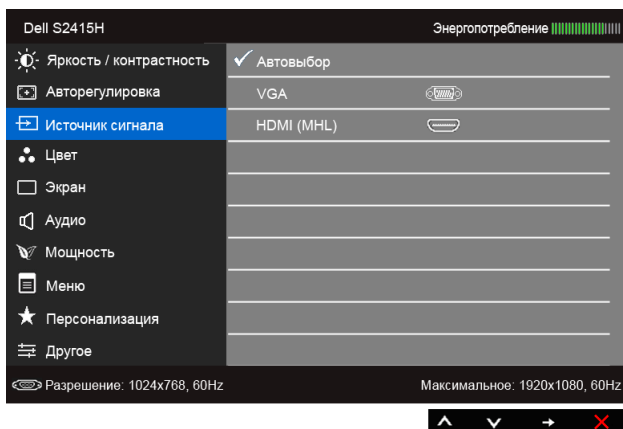 Dell S2415H Энергопотребление
Яркость / контрастность
Автовыбор
Авторегулировка
VGA
Источник сигнала
HDMI (MHL)
Цвет
Экран
Аудио
Мощность
Меню
Персонализация
Другое
Разрешение: 1024x768, 60Hz Максимальное: 1920x1080, 60Hz